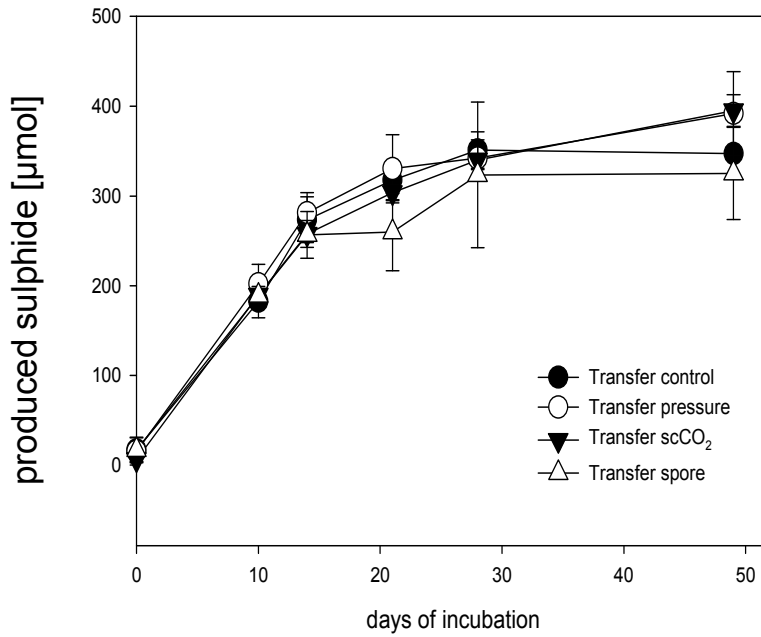 produced sulphide [µmol]
500
400
300
200
100
0
Transfer control
Transfer pressure
Transfer scCO₂
Transfer spore
0 10 20 30 40 50
days of incubation